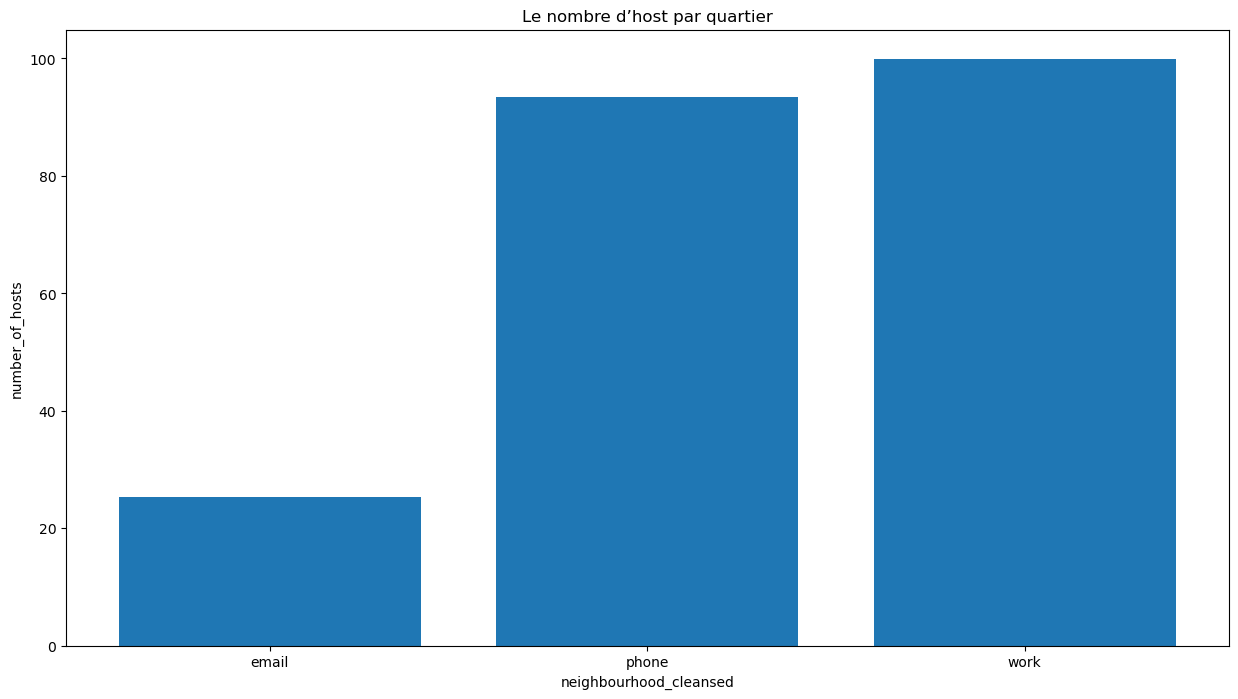 Le nombre d’host par quartier
number_of_hosts
100
80
60
40
20
0
email phone work
neighbourhood_cleansed